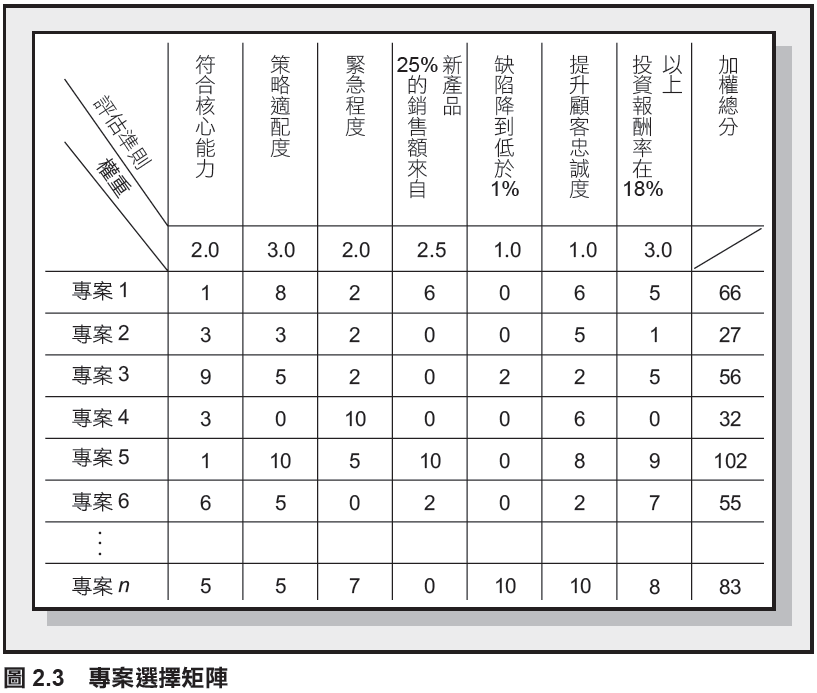 評估準則
權重
符合核心能力
策略適配度
緊急程度
25%的銷售額來自
新產品
缺陷降到低於1%
提升顧客忠誠度
投資報酬率在18%
以上
加權總分
2.0 3.0 2.0 2.5 1.0 1.0 3.0
專案 1 1 8 2 6 0 6 5 66
專案 2 3 3 2 0 0 5 1 27
專案 3 9 5 2 0 2 2 5 56
專案 4 3 0 10 0 0 6 0 32
專案 5 1 10 5 10 0 8 9 102
專案 6 6 5 0 2 0 2 7 55
⋮
專案 n 5 5 7 0 10 10 8 83
圖 2.3 專案選擇矩陣